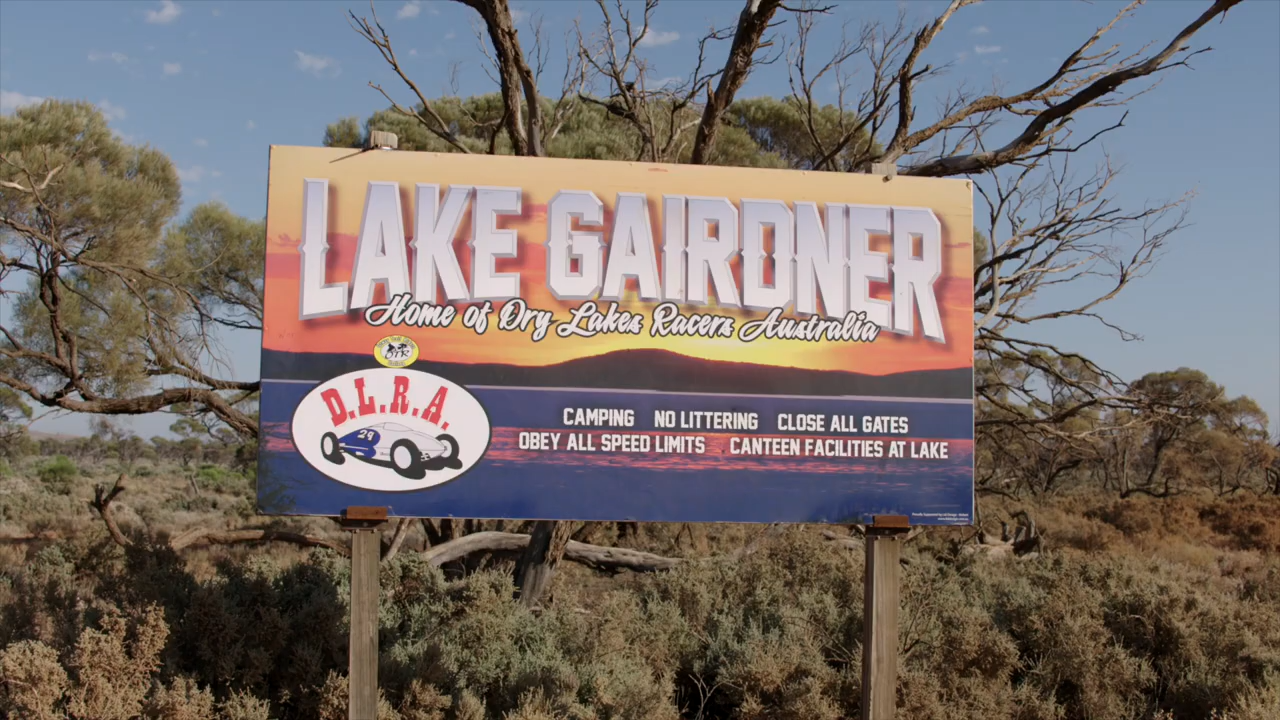 LAKE GAIRDNER
Home of Dry Lakes Racers Australia
D.L.R.A.
29
CAMPING NO LITTERING CLOSE ALL GATES
OBEY ALL SPEED LIMITS CANTEEN FACILITIES AT LAKE